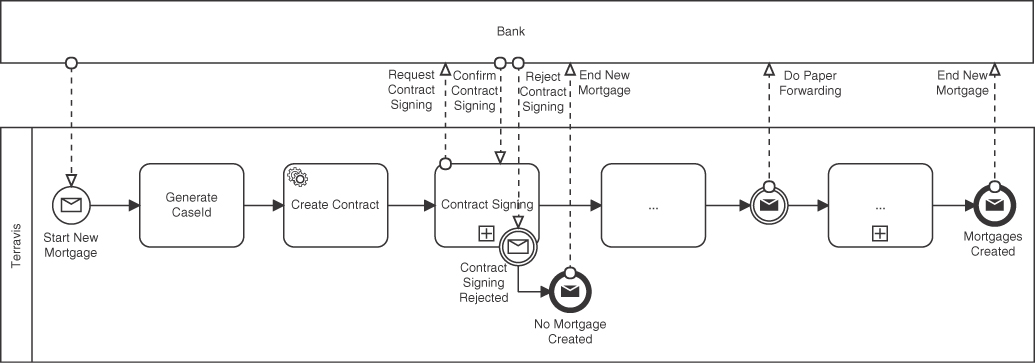 Bank
Request
Contract
Signing
Confirm
Contract
Signing
Reject
Contract
Signing
End New
Mortgage
Do Paper
Forwarding
End New
Mortgage
Terravis
Start New
Mortgage
Generate
CaseId
Create Contract
Contract Signing
...
...
Mortgages
Created
Contract
Signing
Rejected
No Mortgage
Created